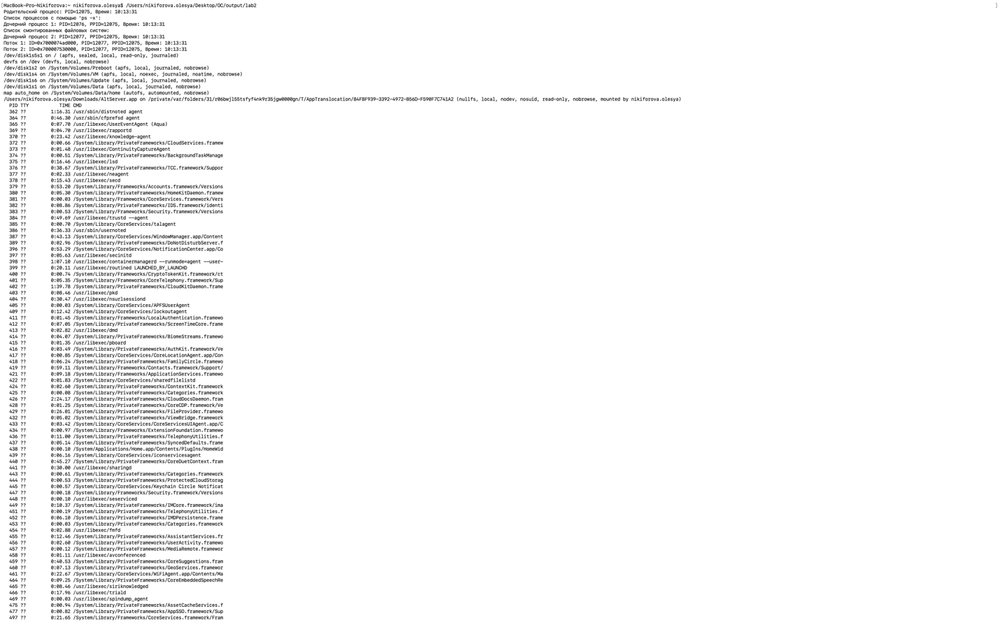 [MacBook-Pro-Nikiforova:~ nikiforova.olesya$ /Users/nikiforova.olesya/Desktop/OC/output/lab2 ]
Родительский процесс: PID=12075, Время: 10:13:31
Список процессов с помощью 'ps -x':
Дочерний процесс 1: PID=12076, PPID=12075, Время: 10:13:31
Список смонтированных файловых систем:
Дочерний процесс 2: PID=12077, PPID=12075, Время: 10:13:31
Поток 1: ID=0x7000074ad000, PID=12077, PPID=12075, Время: 10:13:31
Поток 2: ID=0x700007530000, PID=12077, PPID=12075, Время: 10:13:31
/dev/disk1s5s1 on / (apfs, sealed, local, read-only, journaled)
devfs on /dev (devfs, local, nobrowse)
/dev/disk1s2 on /System/Volumes/Preboot (apfs, local, journaled, nobrowse)
/dev/disk1s4 on /System/Volumes/VM (apfs, local, noexec, journaled, noatime, nobrowse)
/dev/disk1s6 on /System/Volumes/Update (apfs, local, journaled, nobrowse)
/dev/disk1s1 on /System/Volumes/Data (apfs, local, journaled, nobrowse)
map auto_home on /System/Volumes/Data/home (autofs, automounted, nobrowse)
/Users/nikiforova.olesya/Downloads/AltServer.app on /private/var/folders/31/r06bwjl55tsfyf4nk9r35jgw0000gn/T/AppTranslocation/84FBF939-3392-4972-B56D-F590F7C741A2 (nullfs, local, nodev, nosuid, read-only, nobrowse, mounted by nikiforova.olesya)
PID TTY TIME CMD
362 ?? 1:16.31 /usr/sbin/distnoted agent
364 ?? 0:46.30 /usr/sbin/cfprefsd agent
365 ?? 0:07.70 /usr/libexec/UserEventAgent (Aqua)
369 ?? 0:04.70 /usr/libexec/rapportd
370 ?? 0:23.42 /usr/libexec/knowledge-agent
372 ?? 0:00.66 /System/Library/PrivateFrameworks/CloudServices.framew
373 ?? 0:01.48 /usr/libexec/ContinuityCaptureAgent
374 ?? 0:00.51 /System/Library/PrivateFrameworks/BackgroundTaskManage
375 ?? 0:16.46 /usr/libexec/lsd
376 ?? 0:38.67 /System/Library/PrivateFrameworks/TCC.framework/Suppor
377 ?? 0:02.33 /usr/libexec/neagent
378 ?? 0:15.43 /usr/libexec/secd
379 ?? 0:53.20 /System/Library/Frameworks/Accounts.framework/Versions
380 ?? 0:05.30 /System/Library/PrivateFrameworks/HomeKitDaemon.framew
381 ?? 0:00.03 /System/Library/Frameworks/CoreServices.framework/Vers
382 ?? 0:08.86 /System/Library/PrivateFrameworks/IDS.framework/identi
383 ?? 0:00.53 /System/Library/Frameworks/Security.framework/Versions
384 ?? 0:49.69 /usr/libexec/trustd --agent
385 ?? 0:00.70 /System/Library/CoreServices/talagent
386 ?? 0:36.33 /usr/sbin/usernoted
387 ?? 0:43.13 /System/Library/CoreServices/WindowManager.app/Content
389 ?? 0:02.96 /System/Library/PrivateFrameworks/DoNotDisturbServer.f
396 ?? 0:53.29 /System/Library/CoreServices/NotificationCenter.app/Co
397 ?? 0:05.63 /usr/libexec/secinitd
398 ?? 1:07.10 /usr/libexec/containermanagerd --runmode=agent --user-
399 ?? 0:20.11 /usr/libexec/routined LAUNCHED_BY_LAUNCHD
400 ?? 0:00.74 /System/Library/Frameworks/CryptoTokenKit.framework/ct
401 ?? 0:05.35 /System/Library/Frameworks/CoreTelephony.framework/Sup
402 ?? 1:39.78 /System/Library/PrivateFrameworks/CloudKitDaemon.frame
403 ?? 0:08.46 /usr/libexec/pkd
404 ?? 0:30.47 /usr/libexec/nsurlsessiond
405 ?? 0:00.03 /System/Library/CoreServices/APFSUserAgent
409 ?? 0:12.42 /System/Library/CoreServices/lockoutagent
411 ?? 0:01.45 /System/Library/Frameworks/LocalAuthentication.framewo
412 ?? 0:07.05 /System/Library/PrivateFrameworks/ScreenTimeCore.frame
413 ?? 0:02.82 /usr/libexec/dmd
414 ?? 0:04.07 /System/Library/PrivateFrameworks/BiomeStreams.framewo
415 ?? 0:01.35 /usr/libexec/pboard
416 ?? 0:03.49 /System/Library/PrivateFrameworks/AuthKit.framework/Ve
417 ?? 0:00.85 /System/Library/CoreServices/CoreLocationAgent.app/Con
418 ?? 0:06.24 /System/Library/PrivateFrameworks/FamilyCircle.framewo
419 ?? 0:59.11 /System/Library/Frameworks/Contacts.framework/Support/
421 ?? 0:09.18 /System/Library/Frameworks/ApplicationServices.framewo
422 ?? 0:01.83 /System/Library/CoreServices/sharedfilelistd
424 ?? 0:02.60 /System/Library/PrivateFrameworks/ContextKit.framework
425 ?? 0:00.08 /System/Library/PrivateFrameworks/Categories.framework
426 ?? 2:24.17 /System/Library/PrivateFrameworks/CloudDocsDaemon.fram
428 ?? 0:01.25 /System/Library/PrivateFrameworks/CoreCDP.framework/Ve
429 ?? 0:26.01 /System/Library/PrivateFrameworks/FileProvider.framewo
432 ?? 0:05.02 /System/Library/PrivateFrameworks/ViewBridge.framework
433 ?? 0:03.42 /System/Library/CoreServices/CoreServicesUIAgent.app/C
434 ?? 0:00.97 /System/Library/Frameworks/ExtensionFoundation.framewo
436 ?? 0:11.00 /System/Library/PrivateFrameworks/TelephonyUtilities.f
437 ?? 0:05.14 /System/Library/PrivateFrameworks/SyncedDefaults.frame
438 ?? 0:00.10 /System/Applications/Home.app/Contents/PlugIns/HomeWid
439 ?? 0:06.16 /System/Library/CoreServices/iconservicesagent
440 ?? 0:45.27 /System/Library/PrivateFrameworks/CoreDuetContext.fram
441 ?? 0:30.00 /usr/libexec/sharingd
443 ?? 0:00.61 /System/Library/PrivateFrameworks/Categories.framework
444 ?? 0:00.53 /System/Library/PrivateFrameworks/ProtectedCloudStorag
445 ?? 0:00.57 /System/Library/CoreServices/Keychain Circle Notificat
447 ?? 0:00.18 /System/Library/Frameworks/Security.framework/Versions
448 ?? 0:00.10 /usr/libexec/seserviced
449 ?? 0:10.37 /System/Library/PrivateFrameworks/IMCore.framework/ima
451 ?? 0:00.19 /System/Library/PrivateFrameworks/TelephonyUtilities.f
452 ?? 0:06.10 /System/Library/PrivateFrameworks/IMDPersistence.frame
453 ?? 0:00.03 /System/Library/PrivateFrameworks/Categories.framework
454 ?? 0:02.88 /usr/libexec/fmfd
455 ?? 0:12.46 /System/Library/PrivateFrameworks/AssistantServices.fr
456 ?? 0:02.60 /System/Library/PrivateFrameworks/UserActivity.framewo
457 ?? 0:00.12 /System/Library/PrivateFrameworks/MediaRemote.framewor
458 ?? 0:01.11 /usr/libexec/avconferenced
459 ?? 0:40.53 /System/Library/PrivateFrameworks/CoreSuggestions.fram
460 ?? 0:07.13 /System/Library/PrivateFrameworks/GeoServices.framewor
461 ?? 0:22.67 /System/Library/CoreServices/WiFiAgent.app/Contents/Ma
464 ?? 0:09.25 /System/Library/PrivateFrameworks/CoreEmbeddedSpeechRe
465 ?? 0:08.46 /usr/libexec/siriknowledged
466 ?? 0:17.96 /usr/libexec/triald
469 ?? 0:00.03 /usr/libexec/spindump_agent
475 ?? 0:00.94 /System/Library/PrivateFrameworks/AssetCacheServices.f
477 ?? 0:00.82 /System/Library/PrivateFrameworks/AppSSO.framework/Sup
497 ?? 0:21.65 /System/Library/Frameworks/CoreServices.framework/Fram